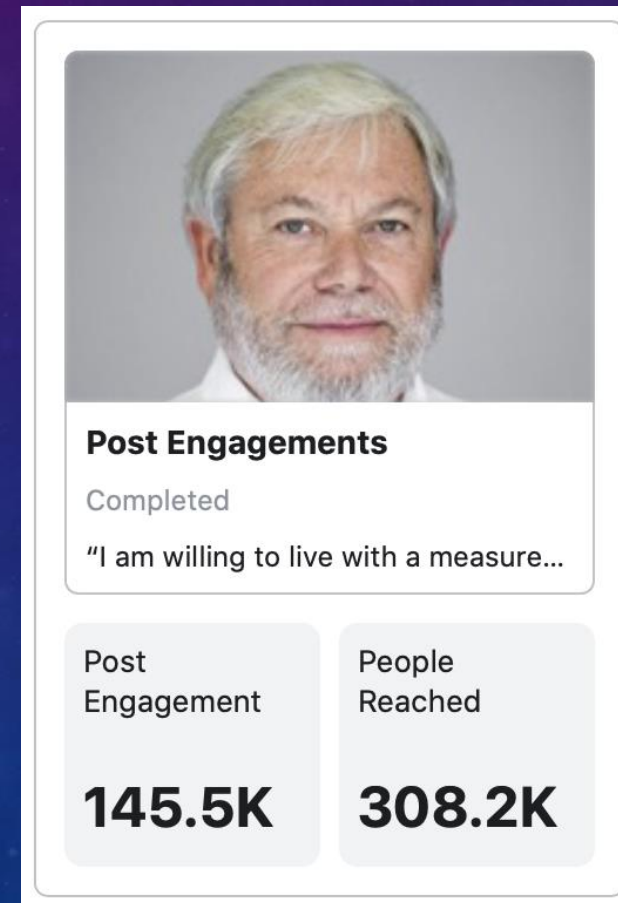 Post Engagements
Completed
“I am willing to live with a measure...
Post
Engagement
145.5K
People
Reached
308.2K